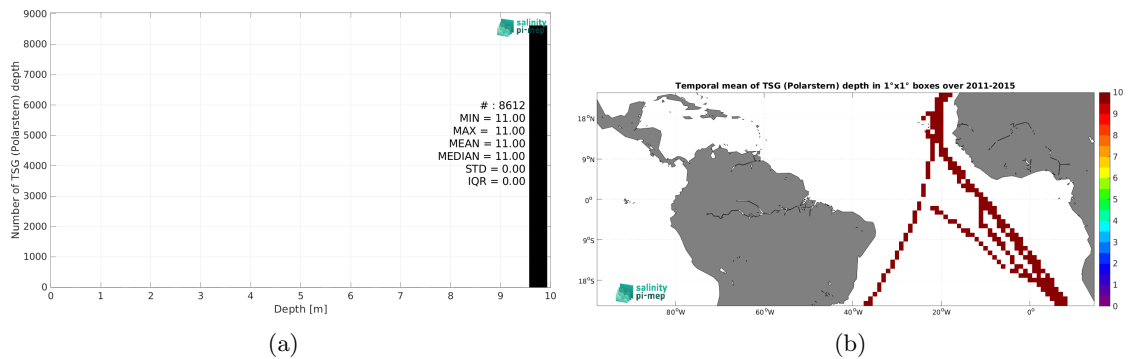 9000
8000
7000
6000
5000
4000
3000
2000
1000
0
Number of TSG (Polarstern) depth
salinity
pi-mep
# : 8612
MIN = 11.00
MAX = 11.00
MEAN = 11.00
MEDIAN = 11.00
STD = 0.00
IQR = 0.00
0 1 2 3 4 5 6 7 8 9 10
Depth [m]
(a)
Temporal mean of TSG (Polarstern) depth in 1°x1° boxes over 2011-2015
18°N
9°N
0°
9°S
18°S
salinity
pi-mep
80°W 60°W 40°W 20°W 0°
10
9
8
7
6
5
4
3
2
1
0
(b)